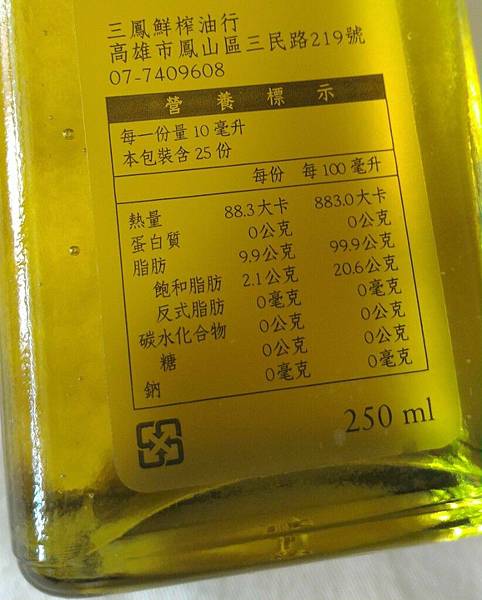 三鳳鮮榨油行
高雄市鳳山區三民路219號
07-7409608
營養標示
每一份量 10 毫升
本包裝含 25 份
每份 每 100 毫升
熱量 88.3 大卡 883.0 大卡
蛋白質 0 公克 0 公克
脂肪 9.9 公克 99.9 公克
飽和脂肪 2.1 公克 20.6 公克
反式脂肪 0 毫克 0 毫克
碳水化合物 0 公克 0 公克
糖 0 公克 0 公克
鈉 0 毫克 0 毫克
250 ml